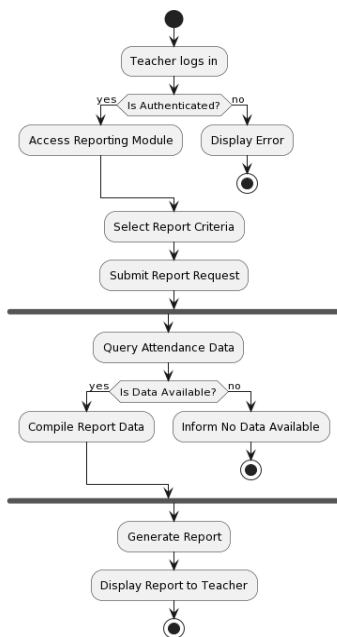 Teacher logs in
yes
Is Authenticated?
no
Access Reporting Module
Display Error
Select Report Criteria
Submit Report Request
Query Attendance Data
yes
Is Data Available?
no
Compile Report Data
Inform No Data Available
Generate Report
Display Report to Teacher